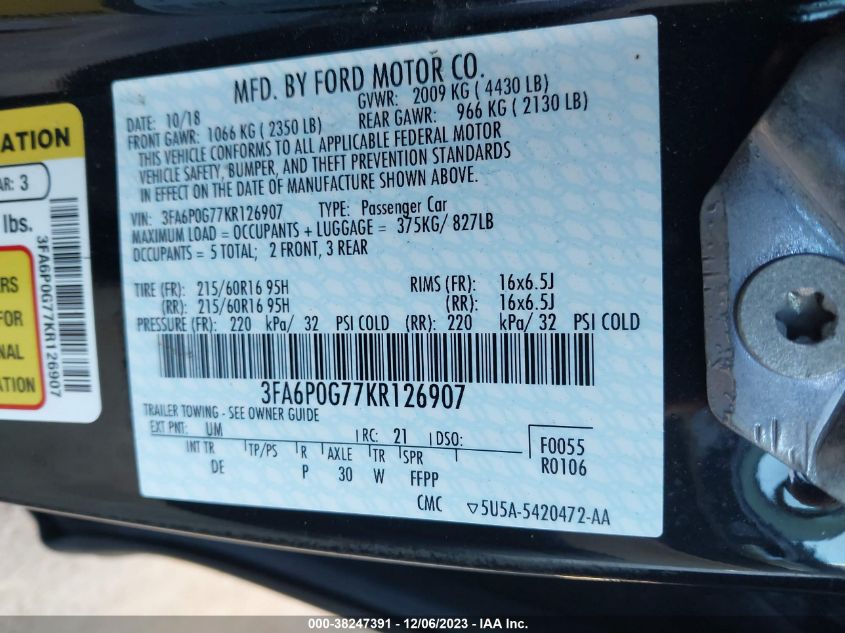 MFD. BY FORD MOTOR CO.
DATE: 10/18 GVWR: 2009 KG ( 4430 LB)
FRONT GAWR: 1066 KG ( 2350 LB) REAR GAWR: 966 KG ( 2130 LB)
THIS VEHICLE CONFORMS TO ALL APPLICABLE FEDERAL MOTOR
VEHICLE SAFETY, BUMPER, AND THEFT PREVENTION STANDARDS
IN EFFECT ON THE DATE OF MANUFACTURE SHOWN ABOVE.
VIN: 3FA6P0G77KR126907 TYPE: Passenger Car
MAXIMUM LOAD = OCCUPANTS + LUGGAGE = 375KG/ 827LB
OCCUPANTS = 5 TOTAL; 2 FRONT, 3 REAR
TIRE (FR): 215/60R16 95H RIMS (FR): 16x6.5J
(RR): 215/60R16 95H (RR): 16x6.5J
PRESSURE (FR): 220 kPa/ 32 PSI COLD (RR): 220 kPa/ 32 PSI COLD
3FA6P0G77KR126907
TRAILER TOWING - SEE OWNER GUIDE
EXT PNT: UM RC: 21 DSO: F0055
INT TR TP/PS R AXLE TR SPR R0106
DE P 30 W FFPP
CMC ▽5U5A-5420472-AA
ATION
AR: 3
lbs.
ERS
FOR
NAL
ATION
3FA6P0G77KR126907
000-38247391 - 12/06/2023 - IAA Inc.